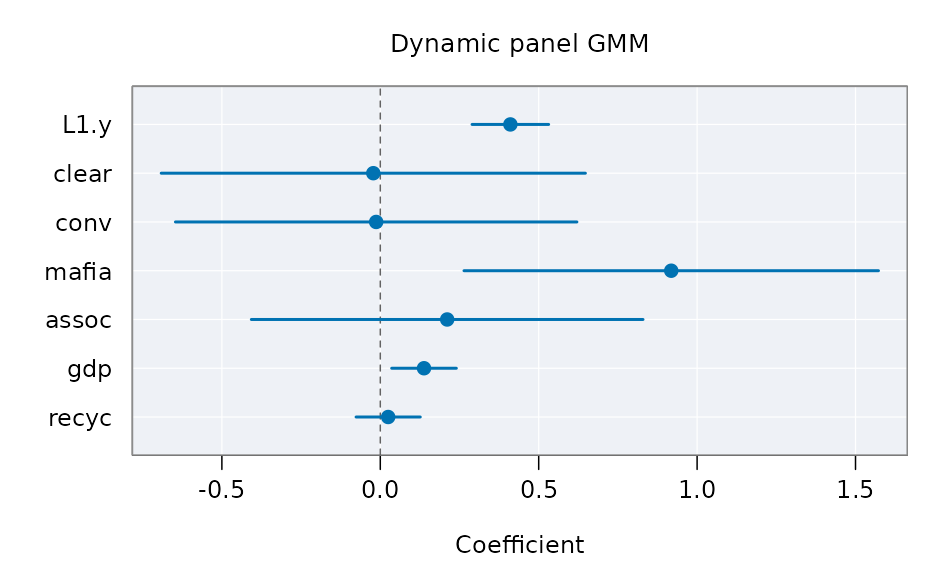 Dynamic panel GMM
L1.y
clear
conv
mafia
assoc
gdp
recyc
-0.5 0.0 0.5 1.0 1.5
Coefficient